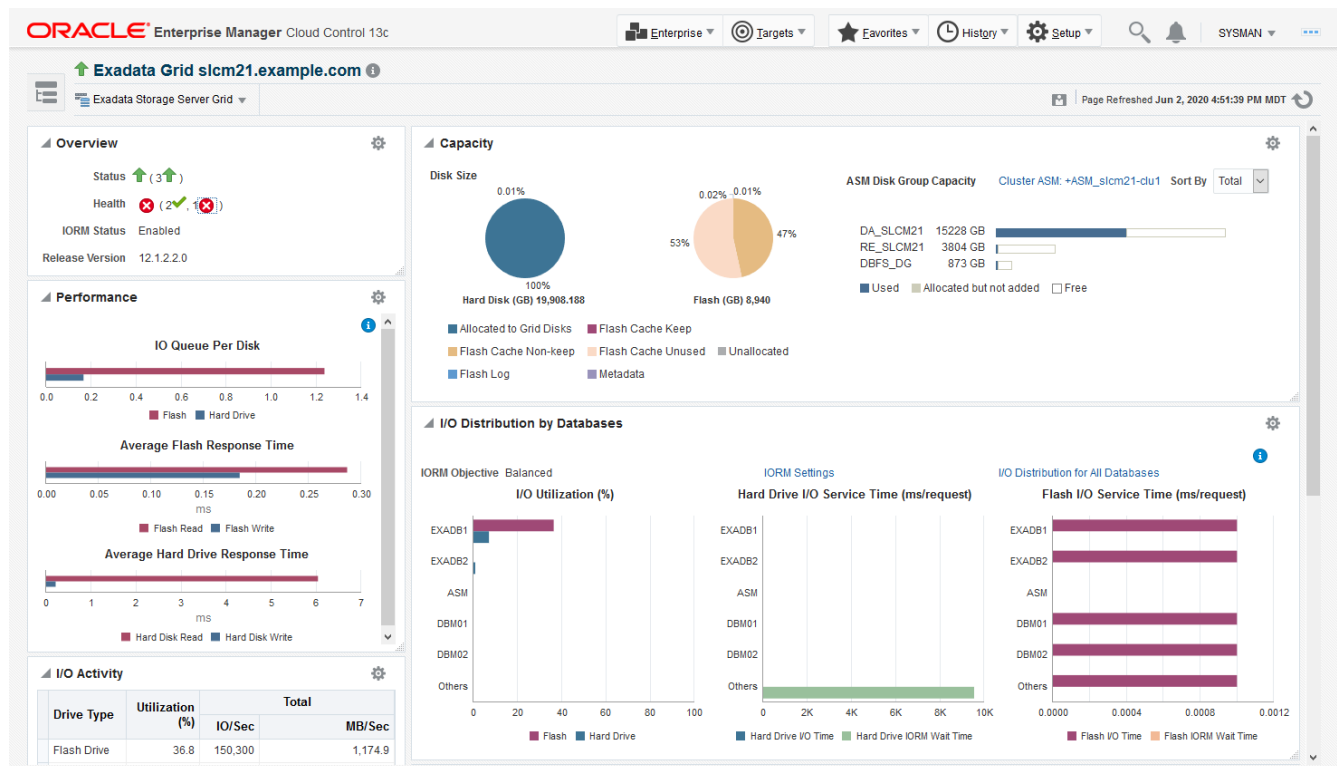 ORACLE Enterprise Manager Cloud Control 13c
Enterprise
Targets
Favorites
History
Setup
SYSMAN
Exadata Grid slcm21.example.com
Exadata Storage Server Grid
Page Refreshed Jun 2, 2020 4:51:39 PM MDT
Overview
Status (3)
Health (2, 1)
IORM Status Enabled
Release Version 12.1.2.2.0
Performance
IO Queue Per Disk
0.0 0.2 0.4 0.6 0.8 1.0 1.2 1.4
Flash Hard Drive
Average Flash Response Time
0.00 0.05 0.10 0.15 0.20 0.25 0.30
ms
Flash Read Flash Write
Average Hard Drive Response Time
0 1 2 3 4 5 6 7
ms
Hard Disk Read Hard Disk Write
I/O Activity
Drive Type Utilization (%) Total
IO/Sec MB/Sec
Flash Drive 36.8 150,300 1,174.9
Capacity
Disk Size
0.01%
100%
Hard Disk (GB) 19,908.188
0.02% 0.01%
47%
53%
Flash (GB) 8,940
Allocated to Grid Disks Flash Cache Keep
Flash Cache Non-keep Flash Cache Unused Unallocated
Flash Log Metadata
ASM Disk Group Capacity Cluster ASM: +ASM_slcm21-clu1 Sort By Total
DA_SLCM21 15228 GB
RE_SLCM21 3804 GB
DBFS_DG 873 GB
Used Allocated but not added Free
I/O Distribution by Databases
IORM Objective Balanced IORM Settings I/O Distribution for All Databases
I/O Utilization (%)
EXADB1
EXADB2
ASM
DBM01
DBM02
Others
0 20 40 60 80 100
Flash Hard Drive
Hard Drive I/O Service Time (ms/request)
EXADB1
EXADB2
ASM
DBM01
DBM02
Others
0 2K 4K 6K 8K 10K
Hard Drive I/O Time Hard Drive IORM Wait Time
Flash I/O Service Time (ms/request)
EXADB1
EXADB2
ASM
DBM01
DBM02
Others
0.0000 0.0004 0.0008 0.0012
Flash I/O Time Flash IORM Wait Time